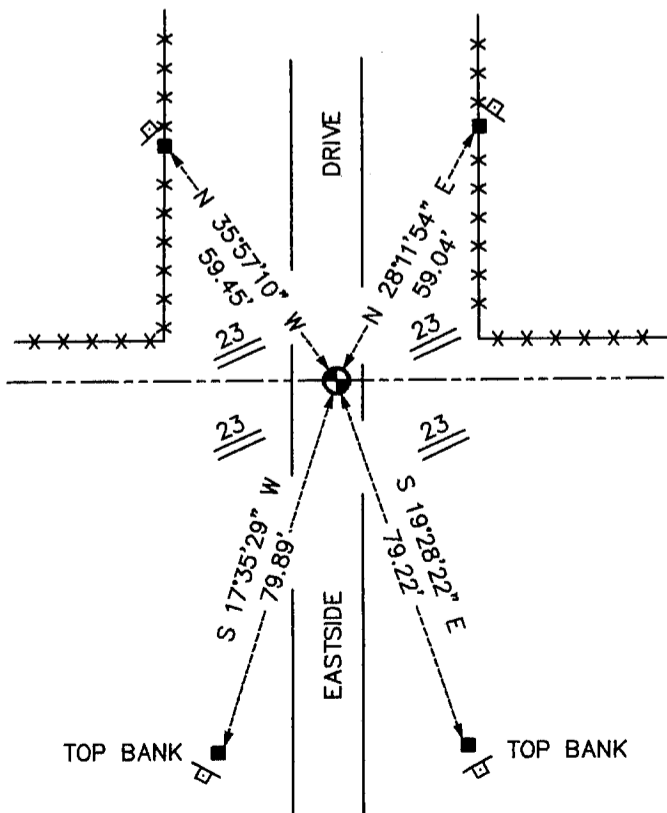 DRIVE
N 35°57'10" W
59.45'
N 28°11'54" E
59.04'
23
23
23
23
S 17°35'29" W
79.89'
S 19°28'22" E
79.22'
EASTSIDE
TOP BANK
TOP BANK